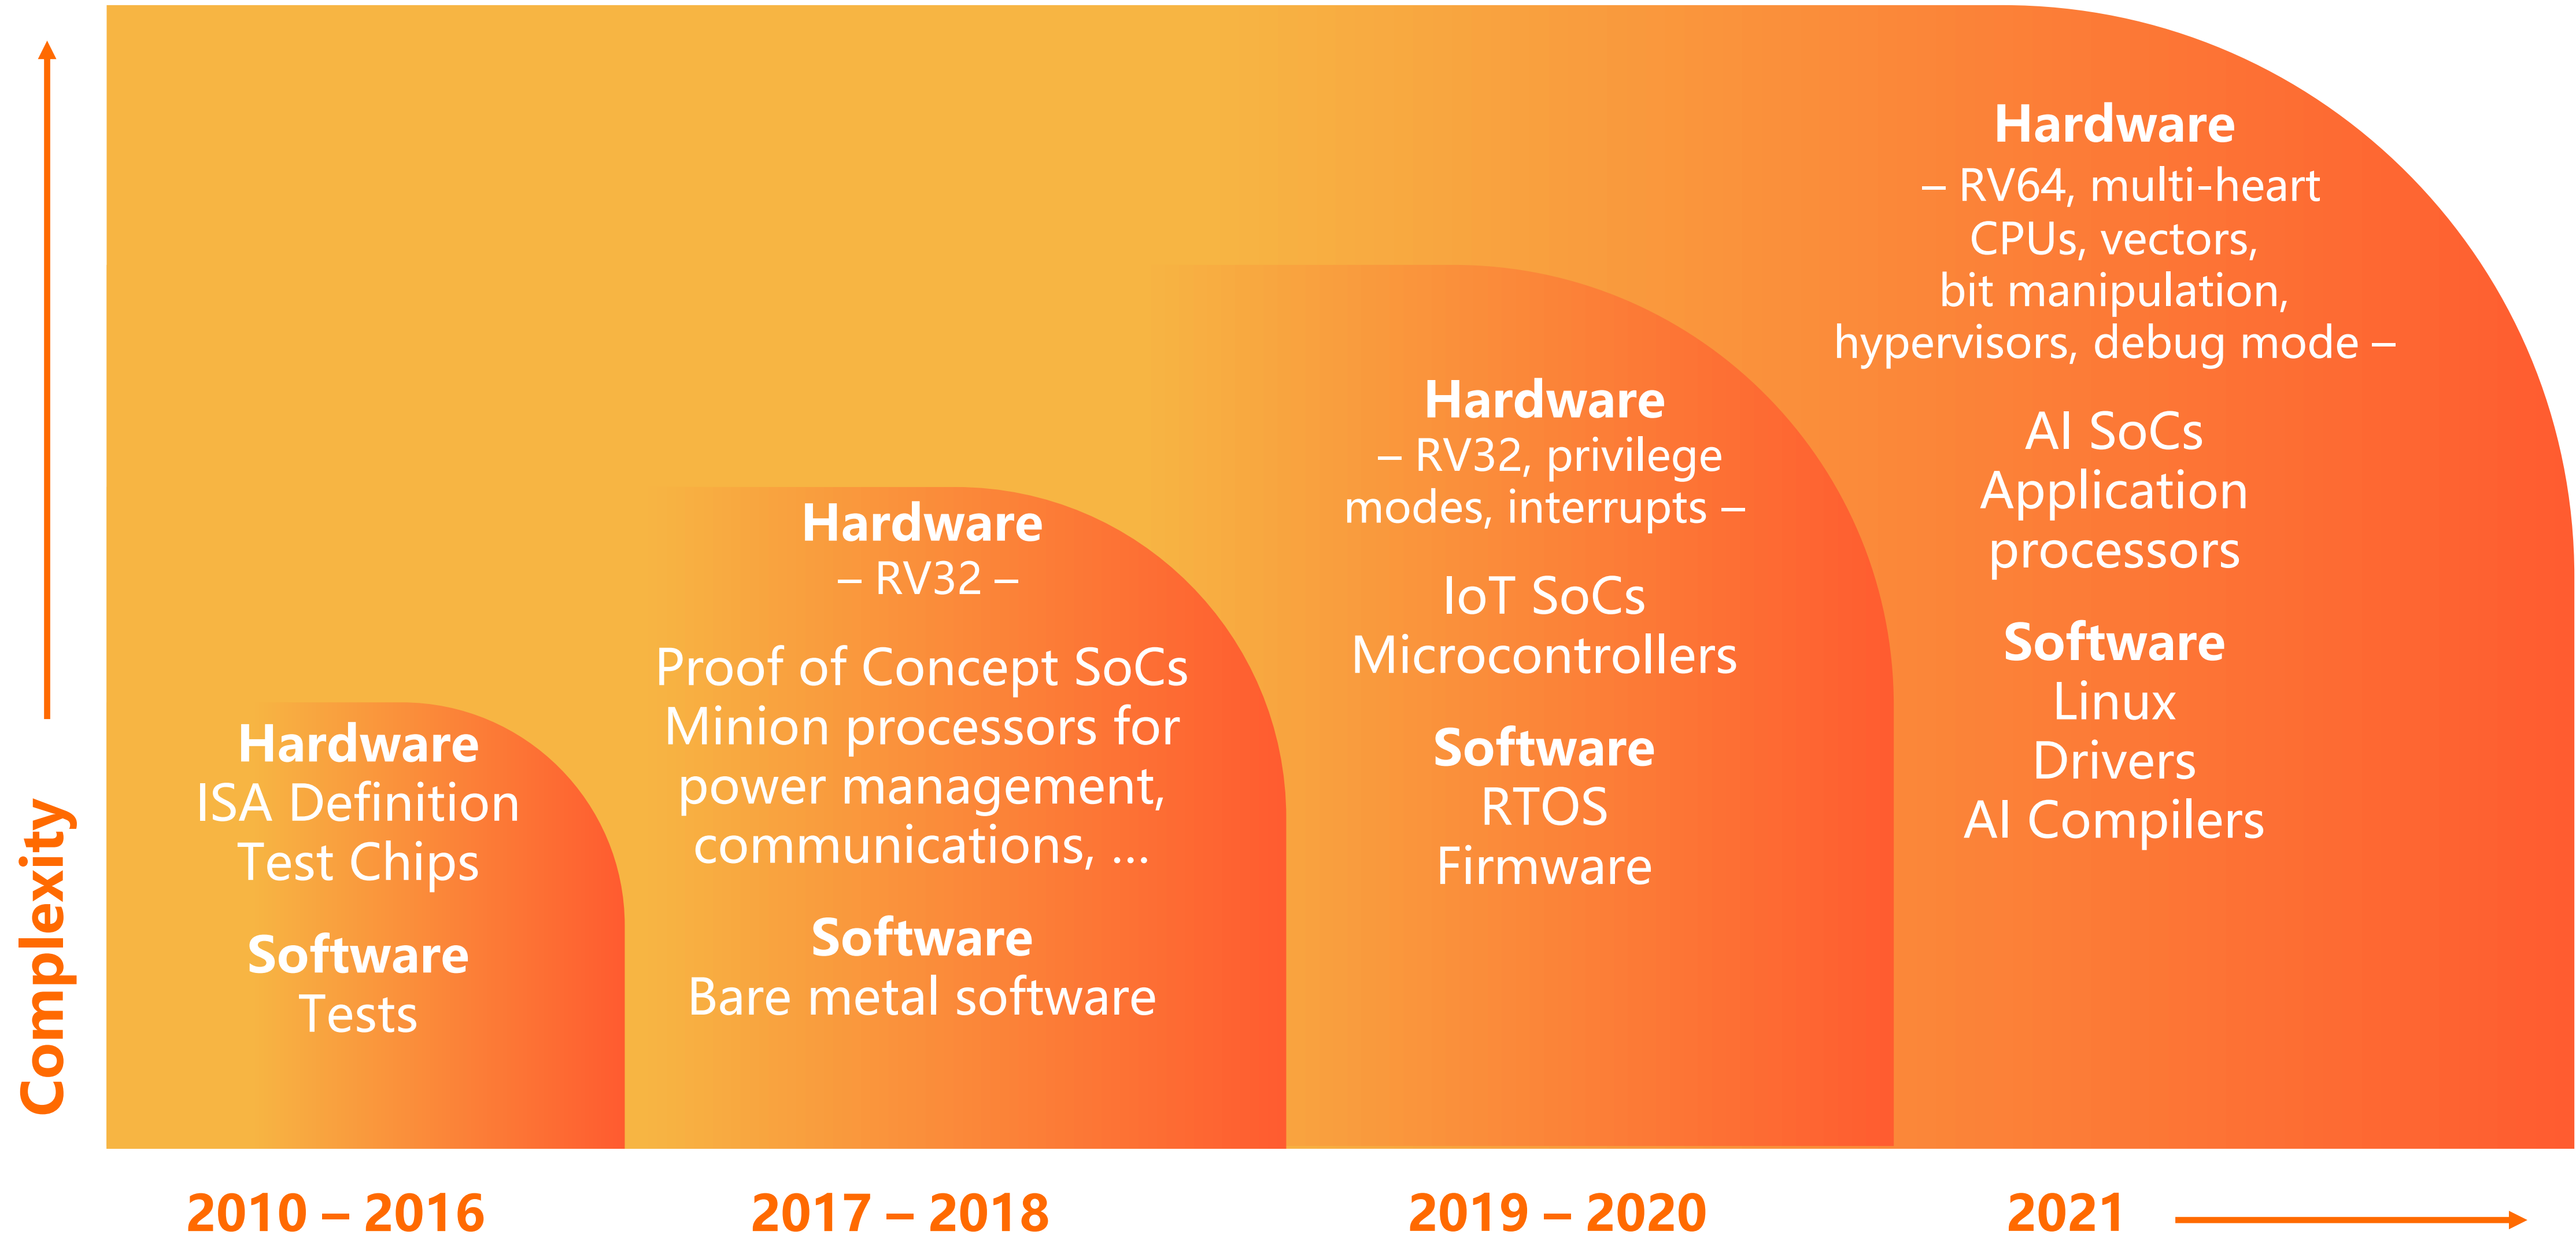 Complexity
Hardware
ISA Definition
Test Chips
Software
Tests
Hardware
– RV32 –
Proof of Concept SoCs
Minion processors for
power management,
communications, ...
Software
Bare metal software
Hardware
– RV32, privilege
modes, interrupts –
IoT SoCs
Microcontrollers
Software
RTOS
Firmware
Hardware
– RV64, multi-heart
CPUs, vectors,
bit manipulation,
hypervisors, debug mode –
AI SoCs
Application
processors
Software
Linux
Drivers
AI Compilers
2010 – 2016
2017 – 2018
2019 – 2020
2021